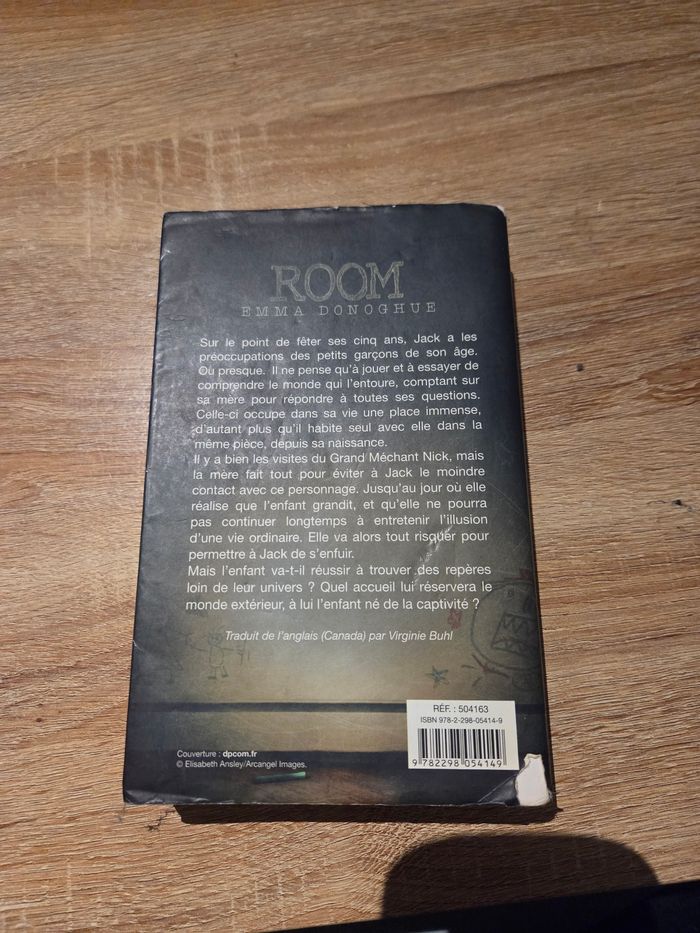 ROOM
EMMA DONOGHUE
Sur le point de fêter ses cinq ans, Jack a les
préoccupations des petits garçons de son âge.
Ou presque. Il ne pense qu'à jouer et à essayer de
comprendre le monde qui l'entoure, comptant sur
sa mère pour répondre à toutes ses questions.
Celle-ci occupe dans sa vie une place immense,
d'autant plus qu'il habite seul avec elle dans la
même pièce, depuis sa naissance.
Il y a bien les visites du Grand Méchant Nick, mais
la mère fait tout pour éviter à Jack le moindre
contact avec ce personnage. Jusqu'au jour où elle
réalise que l'enfant grandit, et qu'elle ne pourra
pas continuer longtemps à entretenir l'illusion
d'une vie ordinaire. Elle va alors tout risquer pour
permettre à Jack de s'enfuir.
Mais l'enfant va-t-il réussir à trouver des repères
loin de leur univers ? Quel accueil lui réservera le
monde extérieur, à lui l'enfant né de la captivité ?
Traduit de l'anglais (Canada) par Virginie Buhl
RÉF. : 504163
ISBN 978-2-298-05414-9
9 782298 054149
Couverture : dpcom.fr
© Elisabeth Ansley/Arcangel Images.